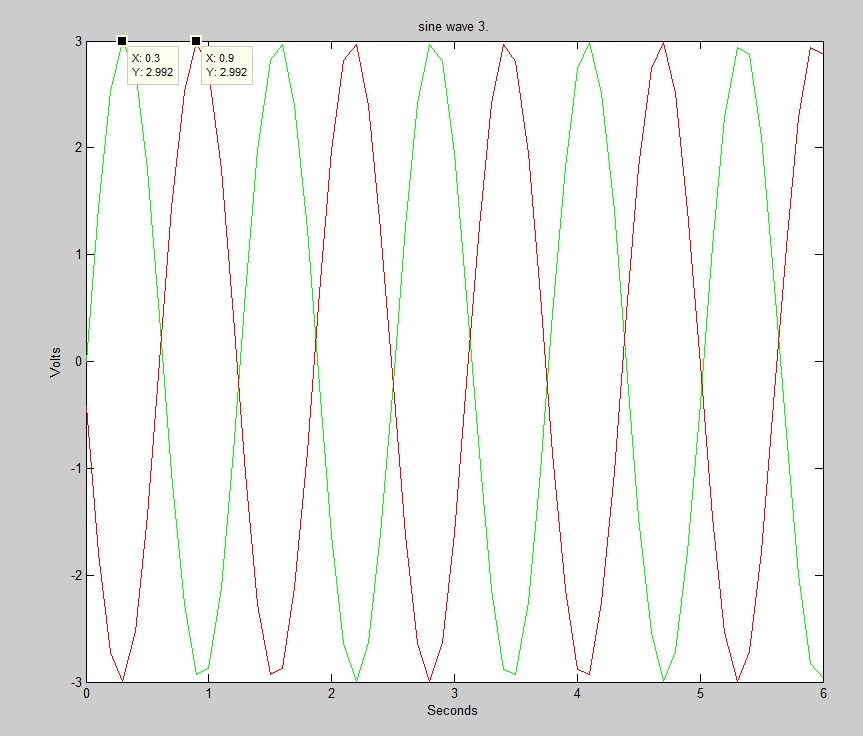 sine wave 3.
X: 0.3
Y: 2.992
X: 0.9
Y: 2.992
3
2
1
0
-1
-2
-3
Volts
0 1 2 3 4 5 6
Seconds